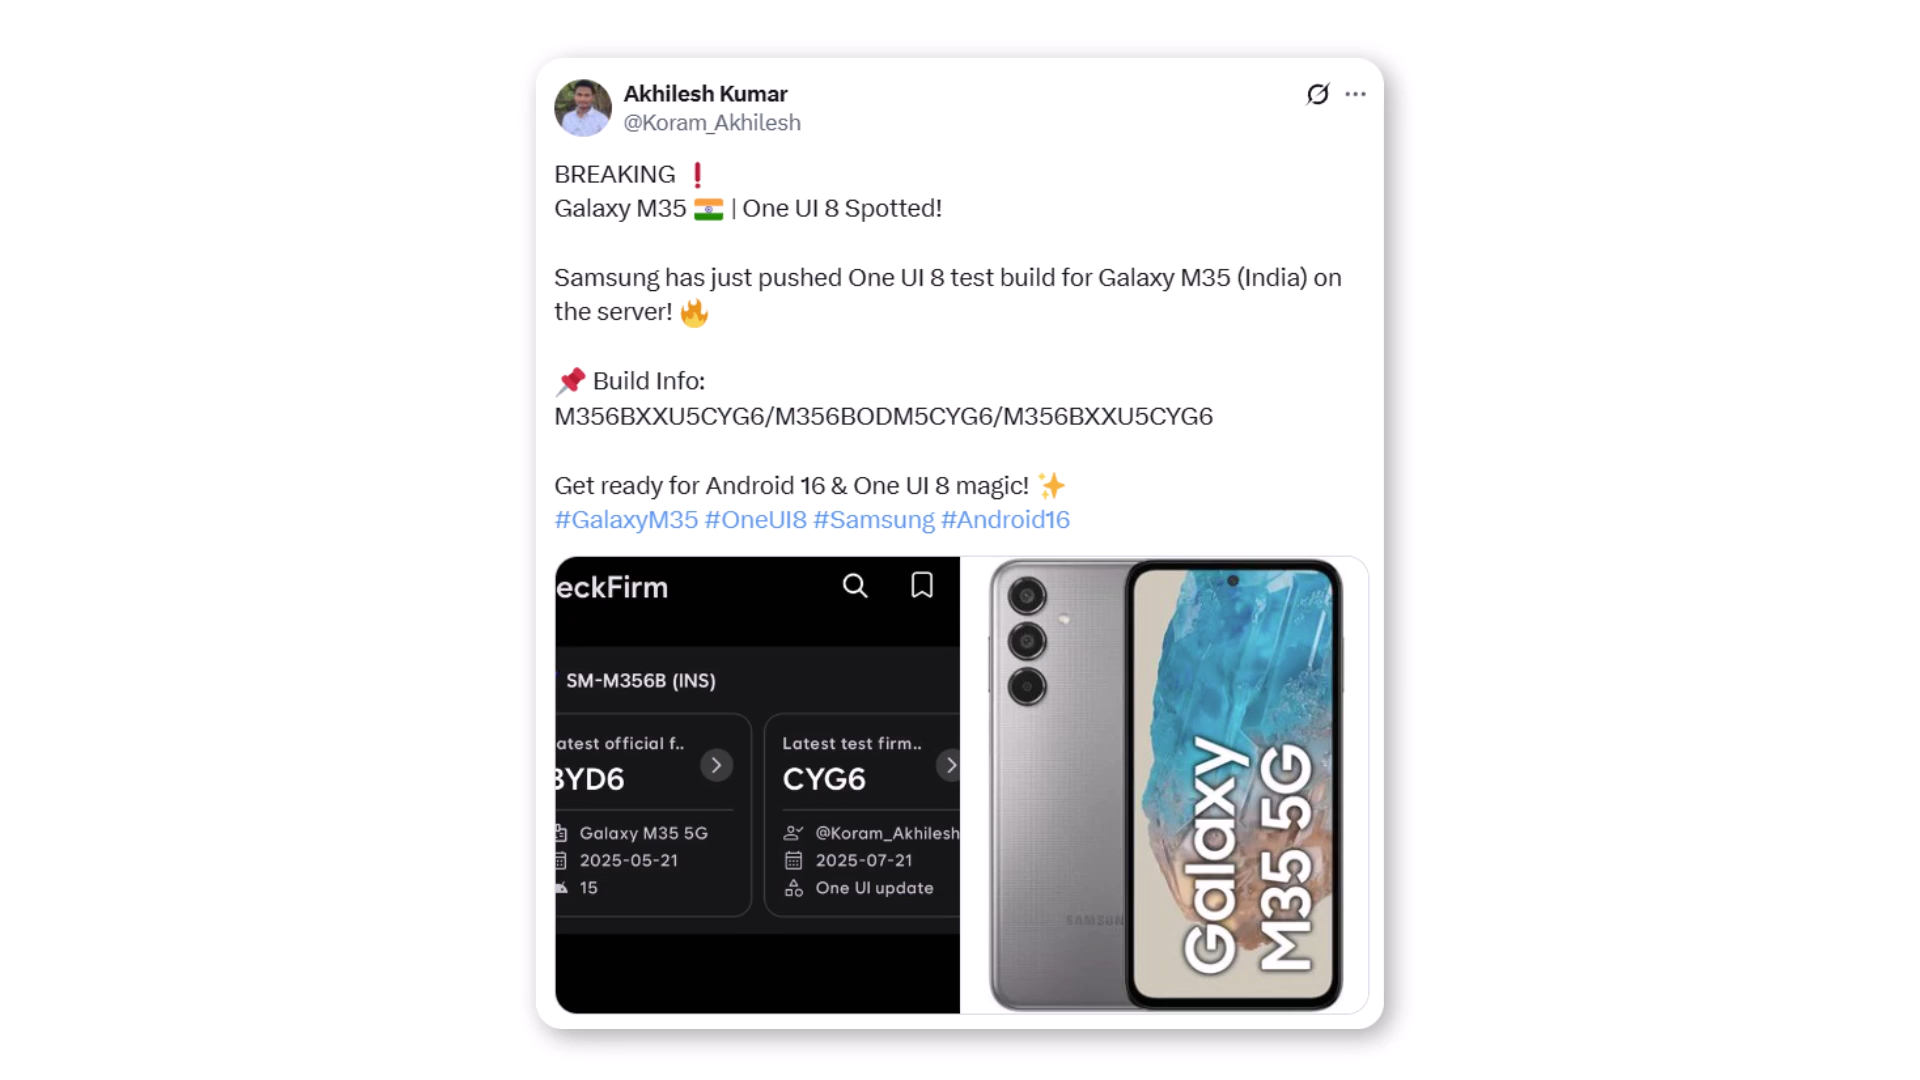 Akhilesh Kumar
@Koram_Akhilesh
BREAKING ❗
Galaxy M35 🇮🇳 | One UI 8 Spotted!
Samsung has just pushed One UI 8 test build for Galaxy M35 (India) on
the server! 🔥
📌 Build Info:
M356BXXU5CYG6/M356BODM5CYG6/M356BXXU5CYG6
Get ready for Android 16 & One UI 8 magic! ✨
#GalaxyM35 #OneUI8 #Samsung #Android16
eckFirm
SM-M356B (INS)
atest official f..
BYD6
Galaxy M35 5G
2025-05-21
15
Latest test firm..
CYG6
@Koram_Akhilesh
2025-07-21
One UI update
SAMSUN
Galaxy
M35 5G